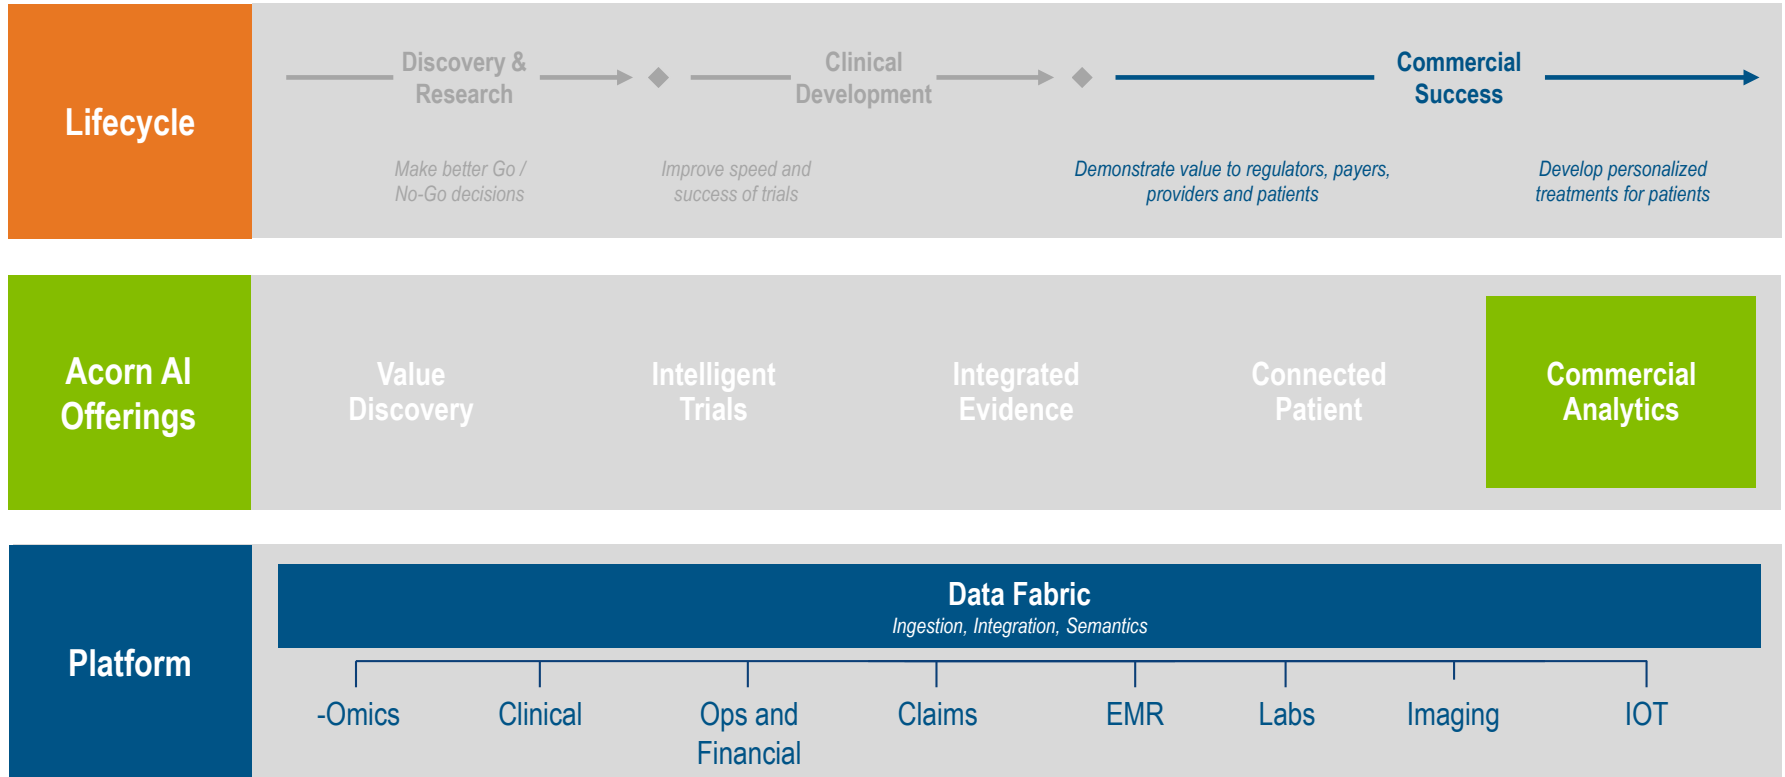 Lifecycle
Discovery &
Research
Clinical
Development
Commercial
Success
Make better Go /
No-Go decisions
Improve speed and
success of trials
Demonstrate value to regulators, payers,
providers and patients
Develop personalized
treatments for patients
Acorn AI
Offerings
Value
Discovery
Intelligent
Trials
Integrated
Evidence
Connected
Patient
Commercial
Analytics
Platform
Data Fabric
Ingestion, Integration, Semantics
-Omics
Clinical
Ops and
Financial
Claims
EMR
Labs
Imaging
IOT